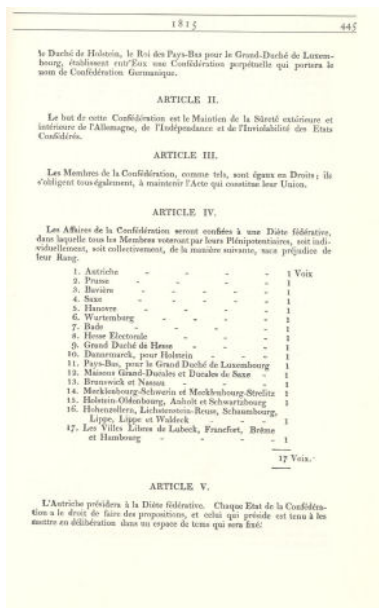 1815
445
le Duché de Holstein, le Roi des Pays-Bas pour le Grand-Duché de Luxem-
bourg, établissent entr'Eux une Confédération perpétuelle qui portera le
nom de Confédération Germanique.
ARTICLE II.
Le but de cette Confédération est le Maintien de la Sûreté extérieure et
intérieure de l'Allemagne, de l'Indépendance et de l'Inviolabilité des Etats
Confédérés.
ARTICLE III.
Les Membres de la Confédération, comme tels, sont égaux en Droits; ils
s'obligent tous également, à maintenir l'Acte qui constitue leur Union.
ARTICLE IV.
Les Affaires de la Confédération seront confiées à une Diète fédérative,
dans laquelle tous les Membres voteront par leurs Plénipotentiaires, soit indi-
viduellement, soit collectivement, de la manière suivante, sans préjudice de
leur Rang.
1. Autriche - - - - 1 Voix
2. Prusse - - - - 1
3. Bavière - - - - 1
4. Saxe - - - - 1
5. Hanovre - - - - 1
6. Wurtemburg - - - - 1
7. Bade - - - - 1
8. Hesse Electorale - - - 1
9. Grand Duché de Hesse - - - 1
10. Dannemarck, pour Holstein - - 1
11. Pays-Bas, pour le Grand Duché de Luxembourg 1
12. Maisons Grand-Ducales et Ducales de Saxe - 1
13. Brunswick et Nassau - - - 1
14. Mecklenbourg-Schwerin et Mecklenbourg-Strelitz 1
15. Holstein-Oldenbourg, Anhalt et Schwartzbourg 1
16. Hohenzollern, Lichtenstein-Reuss, Schaumbourg,
Lippe, Lippe et Waldeck - - 1
17. Les Villes Libres de Lubeck, Francfort, Brême
et Hambourg - - - - 1
17 Voix.
ARTICLE V.
L'Autriche présidera à la Diète fédérative. Chaque Etat de la Confédéra-
tion a le droit de faire des propositions, et celui qui préside est tenu à les
mettre en délibération dans un espace de tems qui sera fixé.